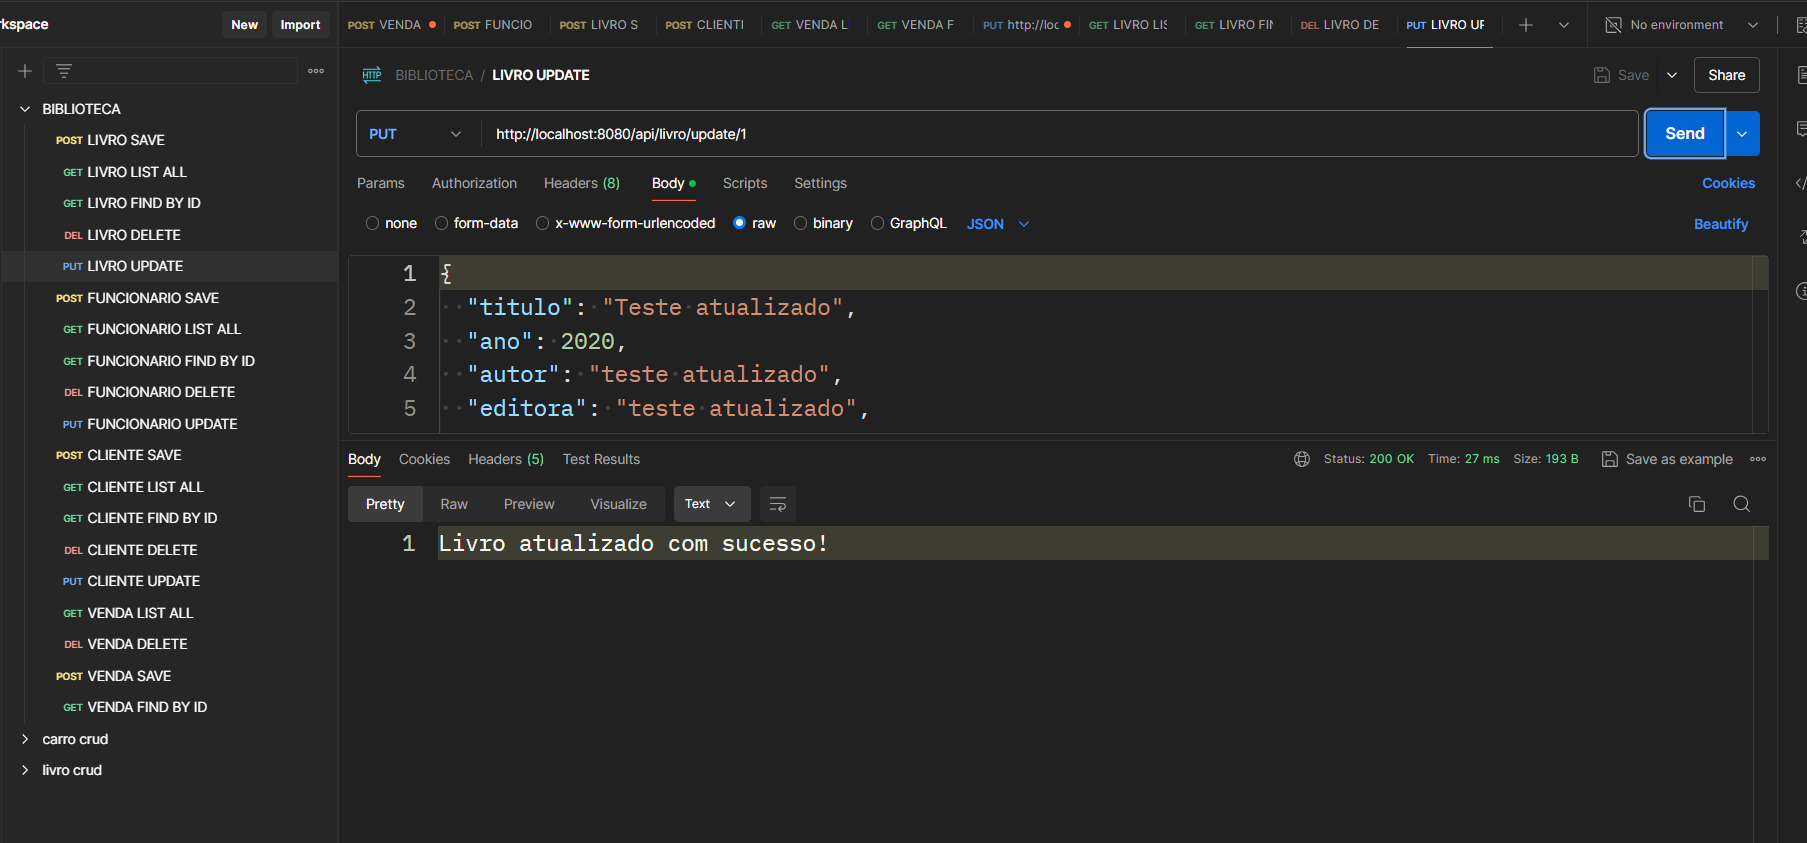 rkspace
New
Import
POST VENDA
POST FUNCIO
POST LIVRO S
POST CLIENTI
GET VENDA L
GET VENDA F
PUT http://loc
GET LIVRO LIS
GET LIVRO FIN
DEL LIVRO DE
PUT LIVRO UP
No environment
BIBLIOTECA
POST LIVRO SAVE
GET LIVRO LIST ALL
GET LIVRO FIND BY ID
DEL LIVRO DELETE
PUT LIVRO UPDATE
POST FUNCIONARIO SAVE
GET FUNCIONARIO LIST ALL
GET FUNCIONARIO FIND BY ID
DEL FUNCIONARIO DELETE
PUT FUNCIONARIO UPDATE
POST CLIENTE SAVE
GET CLIENTE LIST ALL
GET CLIENTE FIND BY ID
DEL CLIENTE DELETE
PUT CLIENTE UPDATE
GET VENDA LIST ALL
DEL VENDA DELETE
POST VENDA SAVE
GET VENDA FIND BY ID
carro crud
livro crud
HTTP BIBLIOTECA / LIVRO UPDATE
Save
Share
PUT http://localhost:8080/api/livro/update/1
Send
Params Authorization Headers (8) Body Scripts Settings
Cookies
none form-data x-www-form-urlencoded raw binary GraphQL JSON
Beautify
1 {
2 "titulo": "Teste atualizado",
3 "ano": 2020,
4 "autor": "teste atualizado",
5 "editora": "teste atualizado",
Body Cookies Headers (5) Test Results
Status: 200 OK Time: 27 ms Size: 193 B
Save as example
Pretty Raw Preview Visualize Text
1 Livro atualizado com sucesso!